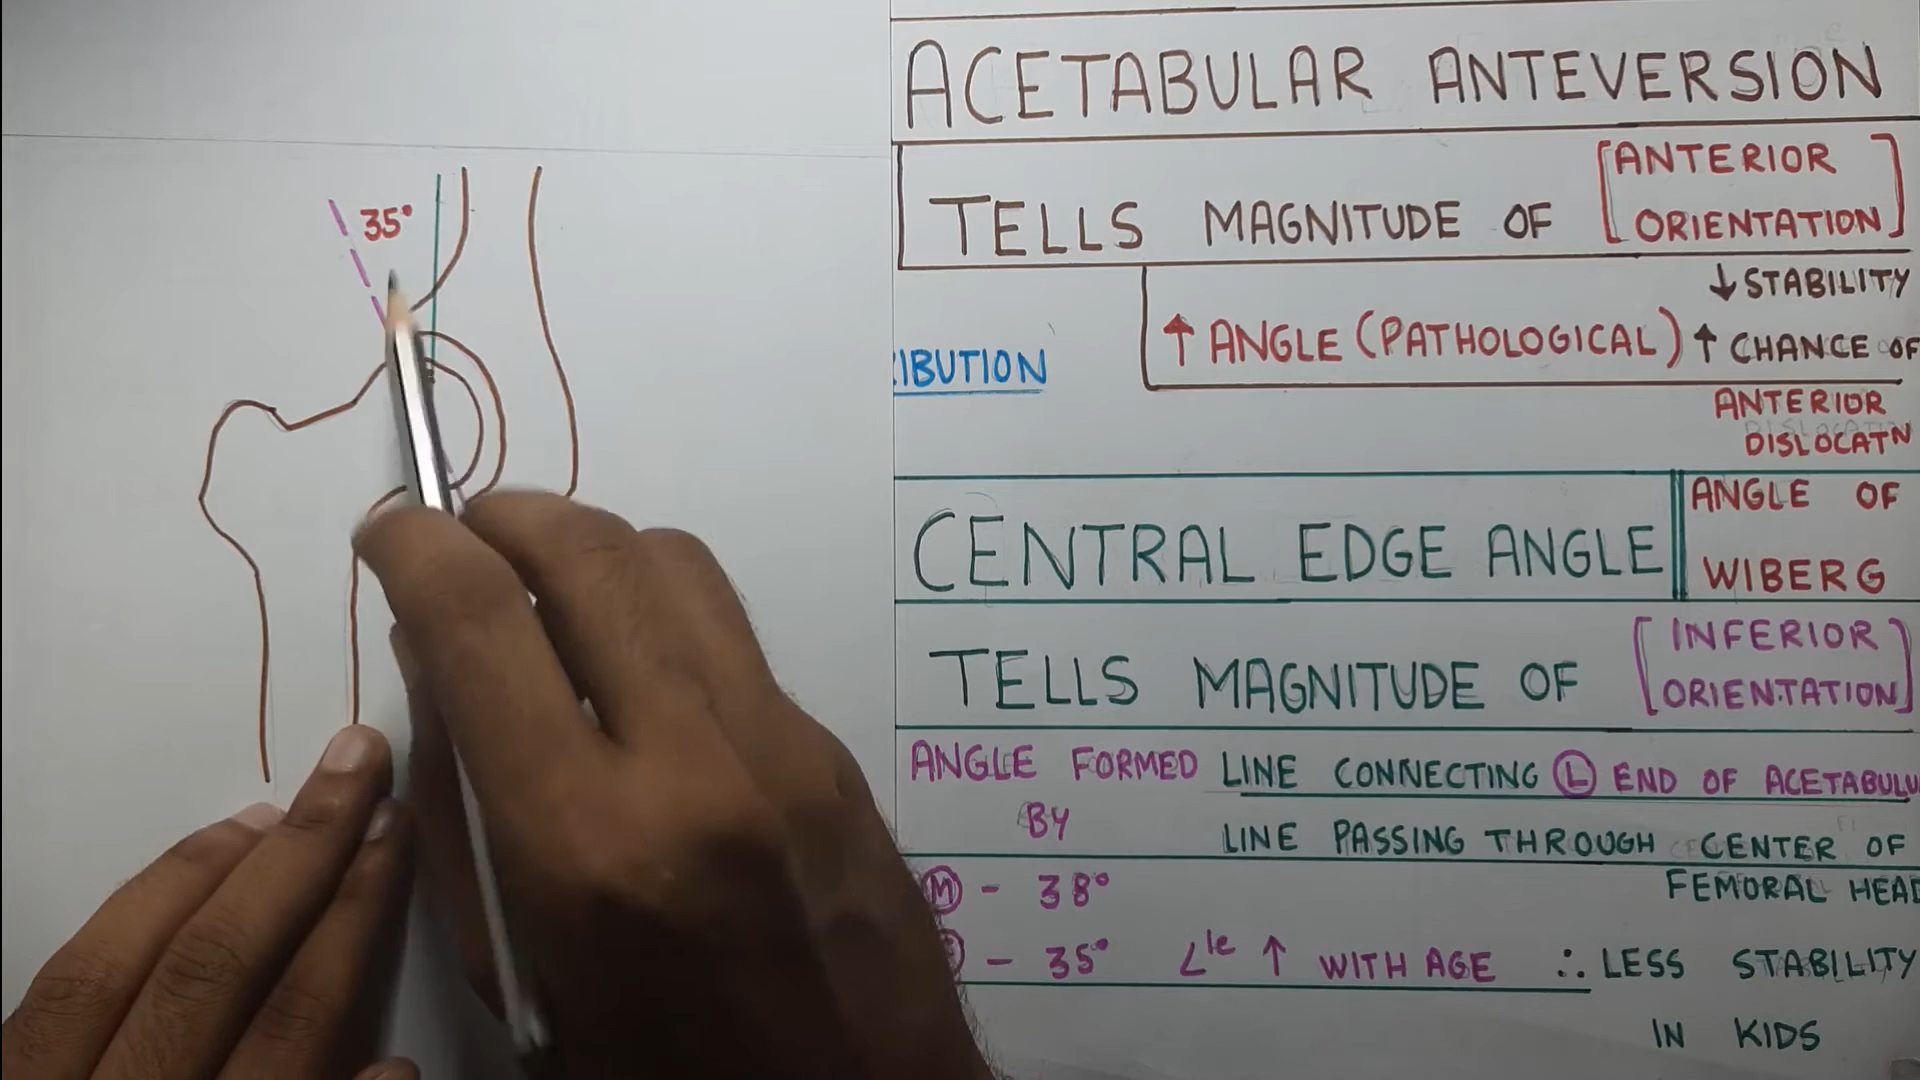 35°
ACETABULAR ANTEVERSION
TELLS MAGNITUDE OF [ANTERIOR
ORIENTATION]
↓ STABILITY
↑ ANGLE (PATHOLOGICAL) ↑ CHANCE OF
ANTERIOR
DISLOCATN
RIBUTION
CENTRAL EDGE ANGLE
ANGLE OF
WIBERG
TELLS MAGNITUDE OF [INFERIOR
ORIENTATION]
ANGLE FORMED
BY
LINE CONNECTING Ⓛ END OF ACETABULU
LINE PASSING THROUGH CENTER OF
FEMORAL HEAD
Ⓜ - 38°
- 35° ∠le ↑ WITH AGE ∴ LESS STABILITY
IN KIDS